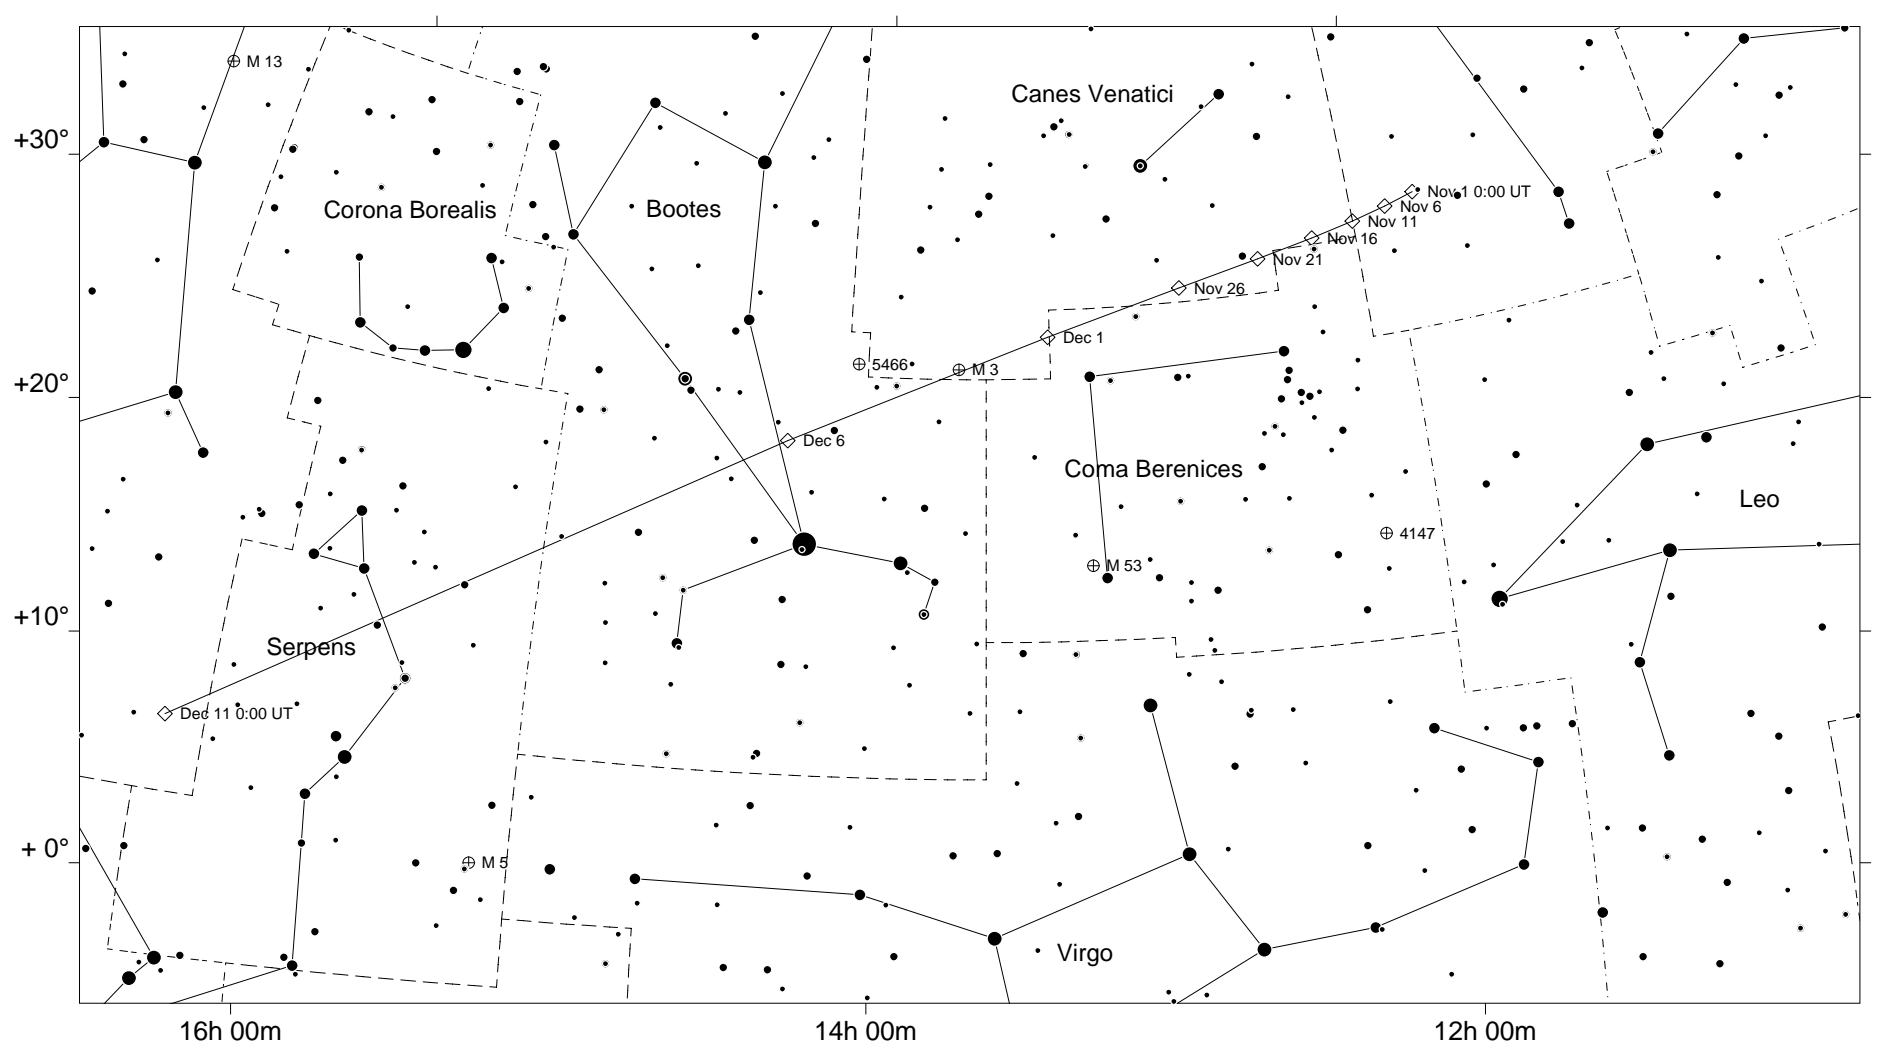 M 13
Canes Venatici
+30°
Nov 1 0:00 UT
Nov 6
Corona Borealis
Bootes
Nov 11
Nov 16
Nov 21
Nov 26
Dec 1
5466
M 3
+20°
Dec 6
Coma Berenices
Leo
4147
M 53
+10°
Serpens
Dec 11 0:00 UT
+ 0°
M 5
Virgo
16h 00m
14h 00m
12h 00m